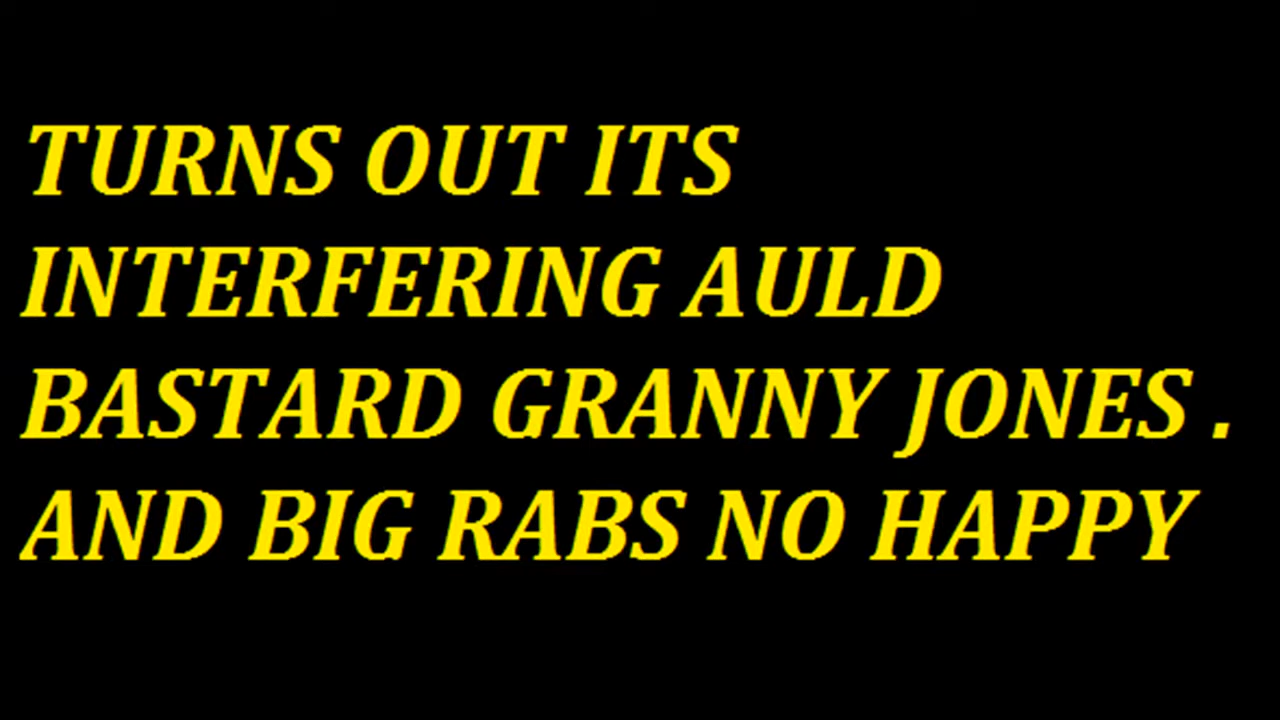 TURNS OUT ITS
INTERFERING AULD
BASTARD GRANNY JONES .
AND BIG RABS NO HAPPY